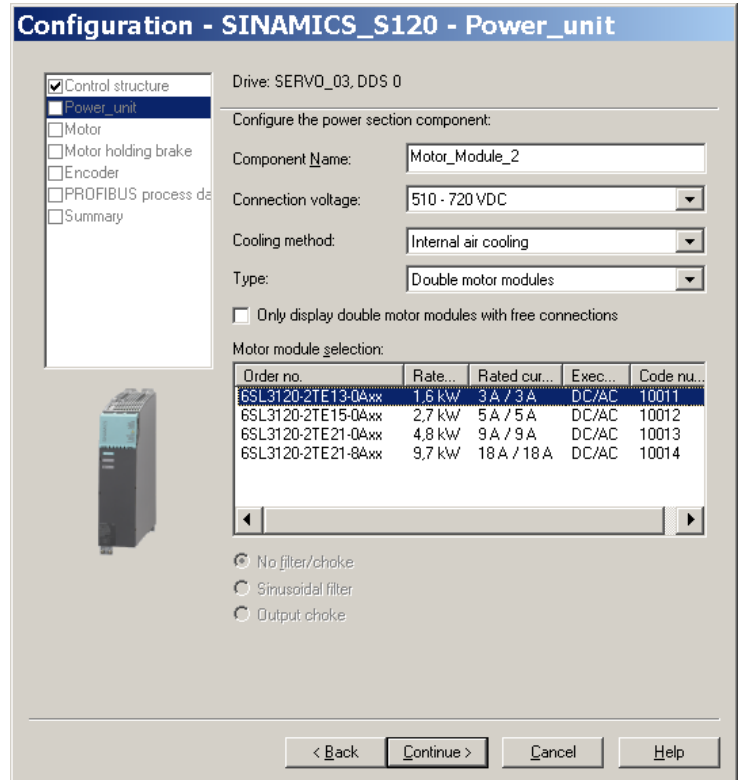 Configuration - SINAMICS_S120 - Power_unit
Control structure
Power_unit
Motor
Motor holding brake
Encoder
PROFIBUS process da
Summary
Drive: SERVO_03, DDS 0
Configure the power section component:
Component Name: Motor_Module_2
Connection voltage: 510 - 720 VDC
Cooling method: Internal air cooling
Type: Double motor modules
Only display double motor modules with free connections
Motor module selection:
Order no. Rate... Rated cur... Exec... Code nu...
6SL3120-2TE13-0Axx 1,6 kW 3 A / 3 A DC/AC 10011
6SL3120-2TE15-0Axx 2,7 kW 5 A / 5 A DC/AC 10012
6SL3120-2TE21-0Axx 4,8 kW 9 A / 9 A DC/AC 10013
6SL3120-2TE21-8Axx 9,7 kW 18 A / 18 A DC/AC 10014
No filter/choke
Sinusoidal filter
Output choke
< Back Continue > Cancel Help